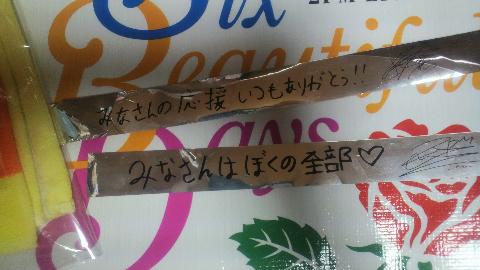 Six
2PM
Beautiful
みなさんの応援いつもありがとう!!
Days
みなさんはぼくの全部♡